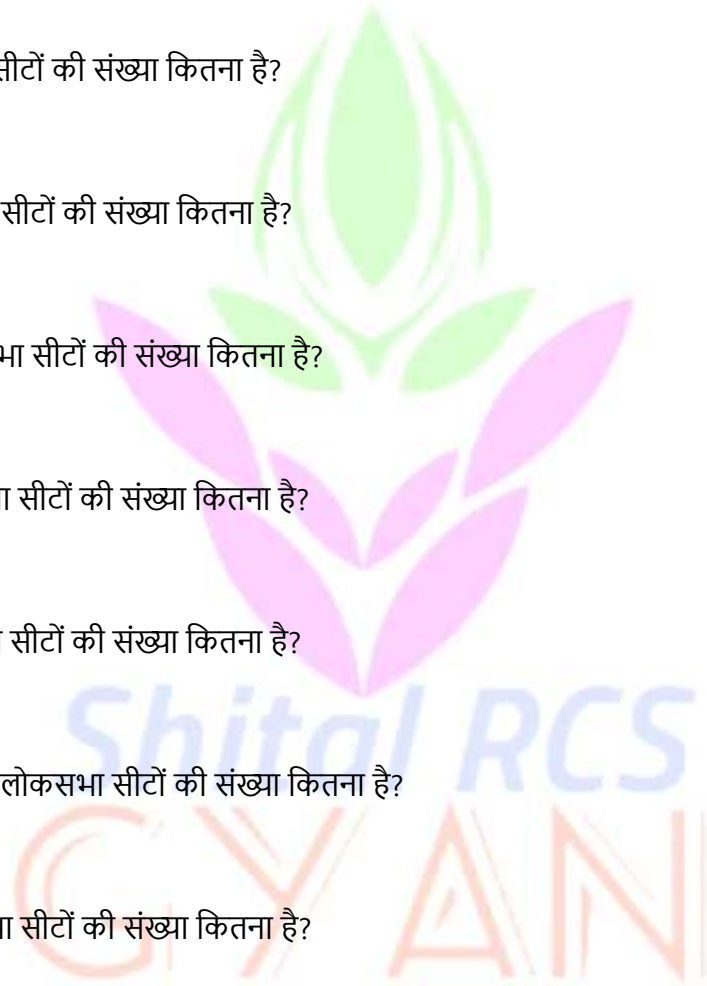 सीटों की संख्या कितना है?
सीटों की संख्या कितना है?
भा सीटों की संख्या कितना है?
ा सीटों की संख्या कितना है?
सीटों की संख्या कितना है?
लोकसभा सीटों की संख्या कितना है?
ा सीटों की संख्या कितना है?
Shital RCS
GYAN